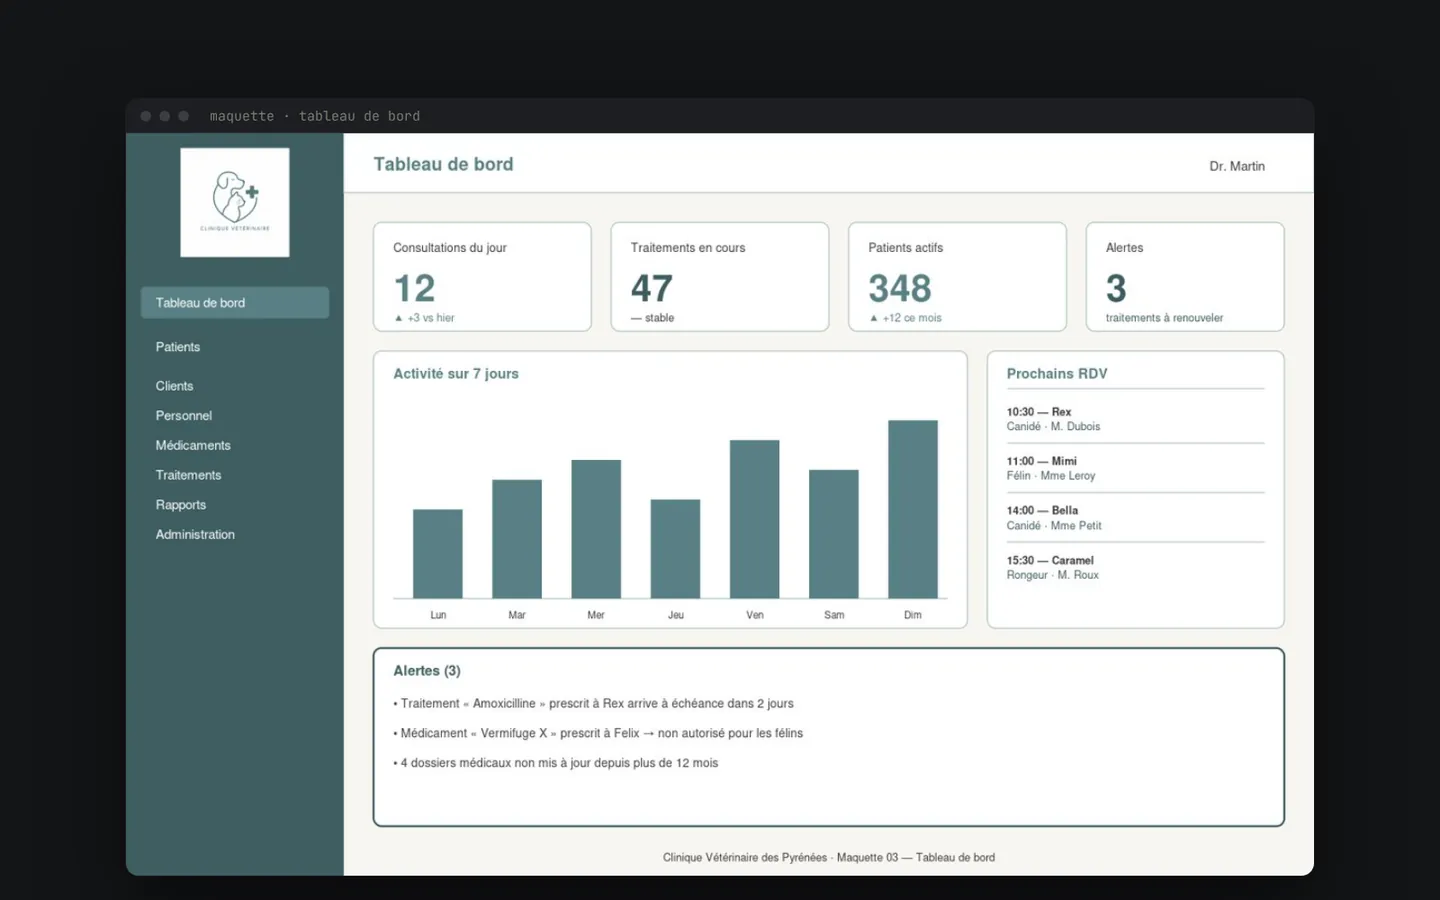 maquette · tableau de bord
CLINIQUE VÉTÉRINAIRE
Tableau de bord
Patients
Clients
Personnel
Médicaments
Traitements
Rapports
Administration
Tableau de bord
Dr. Martin
Consultations du jour
12
▲ +3 vs hier
Traitements en cours
47
— stable
Patients actifs
348
▲ +12 ce mois
Alertes
3
traitements à renouveler
Activité sur 7 jours
Lun Mar Mer Jeu Ven Sam Dim
Prochains RDV
10:30 — Rex
Canidé · M. Dubois
11:00 — Mimi
Félin · Mme Leroy
14:00 — Bella
Canidé · Mme Petit
15:30 — Caramel
Rongeur · M. Roux
Alertes (3)
• Traitement « Amoxicilline » prescrit à Rex arrive à échéance dans 2 jours
• Médicament « Vermifuge X » prescrit à Felix → non autorisé pour les félins
• 4 dossiers médicaux non mis à jour depuis plus de 12 mois
Clinique Vétérinaire des Pyrénées · Maquette 03 — Tableau de bord